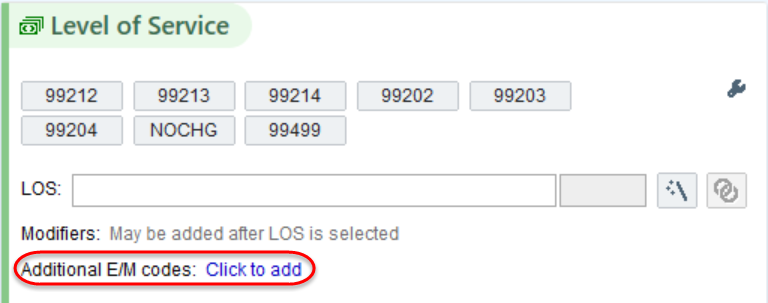 Level of Service
99212 99213 99214 99202 99203
99204 NOCHG 99499
LOS:
Modifiers: May be added after LOS is selected
Additional E/M codes: Click to add